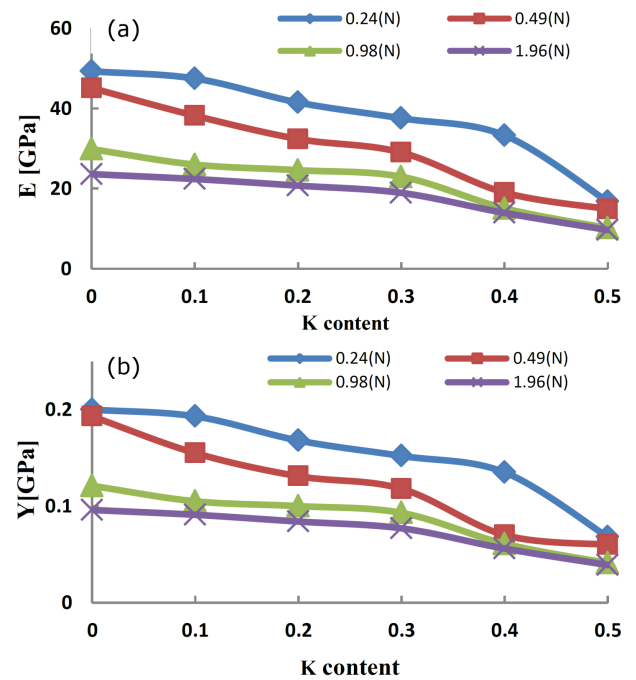 (a)
0.24(N) 0.49(N)
0.98(N) 1.96(N)
60
40
20
0
E [GPa]
0 0.1 0.2 0.3 0.4 0.5
K content
(b)
0.24(N) 0.49(N)
0.98(N) 1.96(N)
0.2
0.1
0
Y[GPa]
0 0.1 0.2 0.3 0.4 0.5
K content